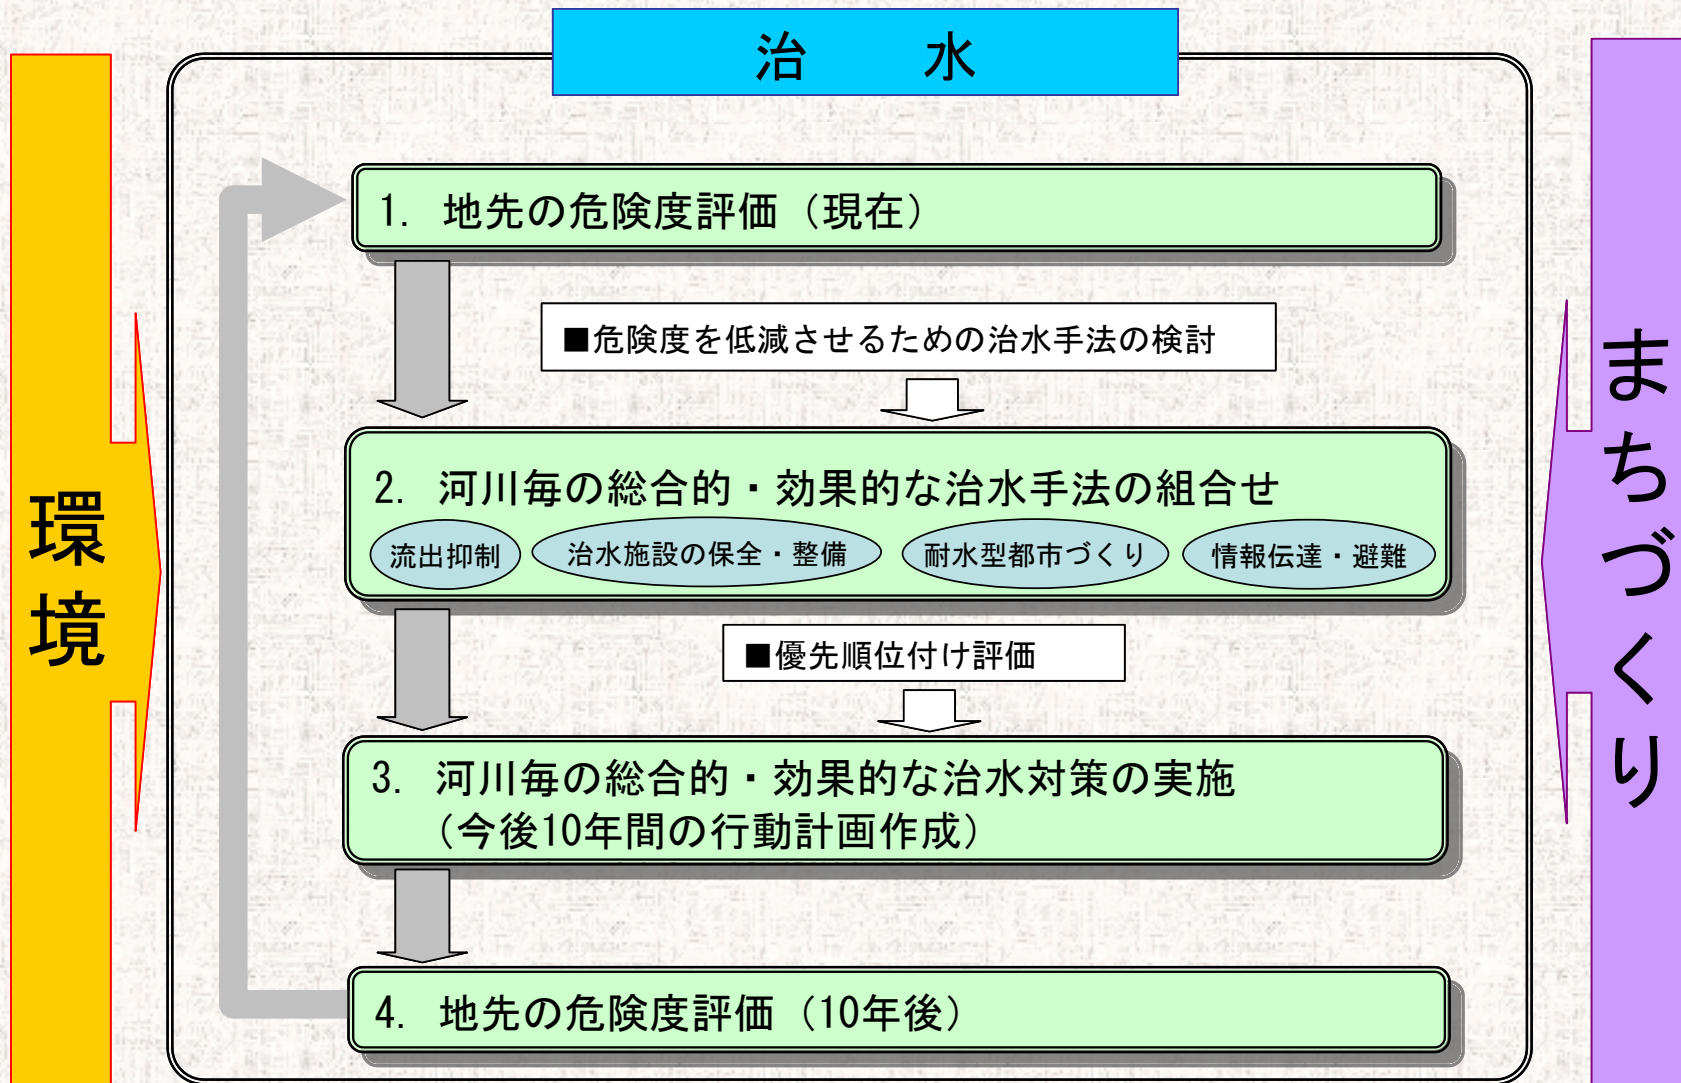 治　水
環境
まちづくり
1. 地先の危険度評価（現在）
■危険度を低減させるための治水手法の検討
2. 河川毎の総合的・効果的な治水手法の組合せ
流出抑制
治水施設の保全・整備
耐水型都市づくり
情報伝達・避難
■優先順位付け評価
3. 河川毎の総合的・効果的な治水対策の実施
（今後10年間の行動計画作成）
4. 地先の危険度評価（10年後）